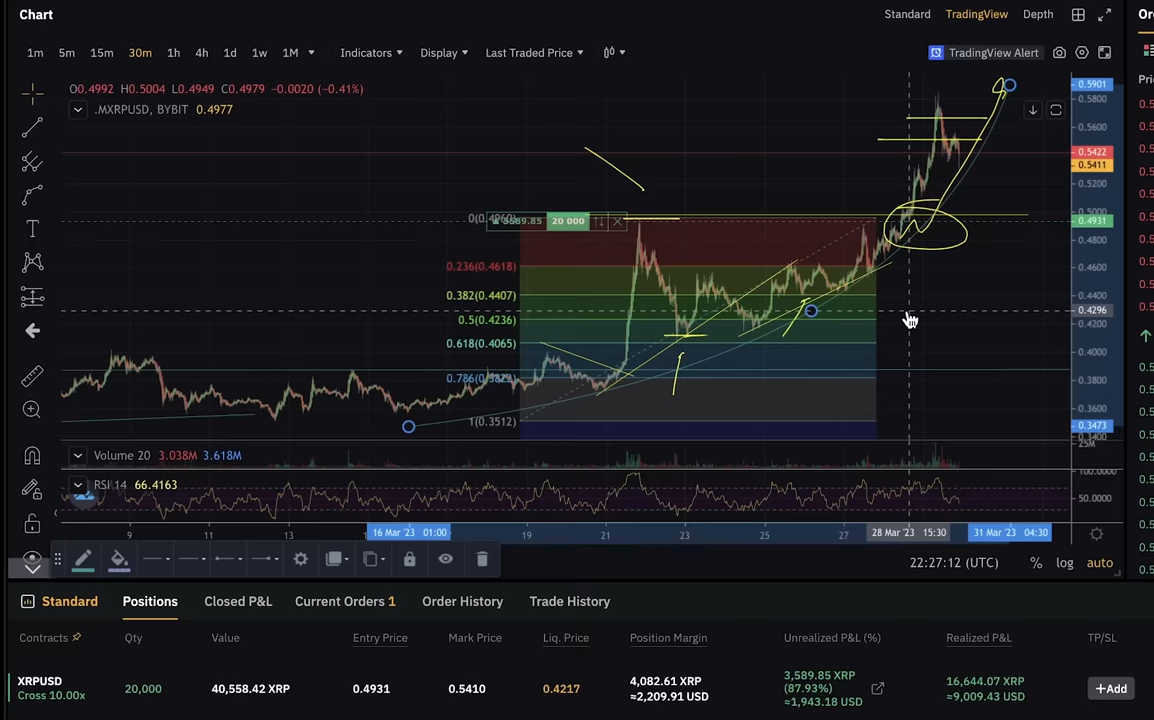 Chart
Standard TradingView Depth
Or
1m 5m 15m 30m 1h 4h 1d 1w 1M Indicators Display Last Traded Price
TradingView Alert
Pri
O0.4992 H0.5004 L0.4949 C0.4979 −0.0020 (−0.41%)
.MXRPUSD, BYBIT 0.4977
0.5901
0.5800
0.5600
0.5422
0.5411
0.5200
0.5000
0.4931
0.4800
0.4600
0.4400
0.4296
0.4200
0.4000
0.3800
0.3600
0.3473
0.3400
20 000
0.236(0.4618)
0.382(0.4407)
0.5(0.4236)
0.618(0.4065)
1(0.3512)
Volume 20 3.038M 3.618M
25M
RSI 14 66.4163
100.0000
50.0000
9 11 13 16 Mar '23 01:00 19 21 23 25 27 28 Mar '23 15:30 31 Mar '23 04:30
22:27:12 (UTC) % log auto
Standard Positions Closed P&L Current Orders 1 Order History Trade History
Contracts Qty Value Entry Price Mark Price Liq. Price Position Margin Unrealized P&L (%) Realized P&L TP/SL
XRPUSD
Cross 10.00x
20,000 40,558.42 XRP 0.4931 0.5410 0.4217
4,082.61 XRP
≈2,209.91 USD
3,589.85 XRP
(87.93%)
≈1,943.18 USD
16,644.07 XRP
≈9,009.43 USD
+Add